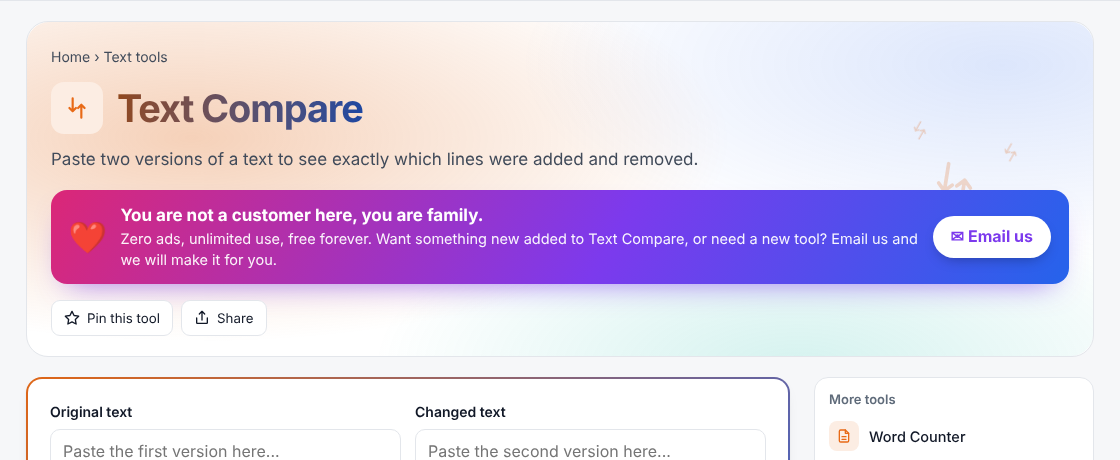 Home › Text tools
Text Compare
Paste two versions of a text to see exactly which lines were added and removed.
You are not a customer here, you are family.
Zero ads, unlimited use, free forever. Want something new added to Text Compare, or need a new tool? Email us and
we will make it for you.
✉ Email us
Pin this tool
Share
Original text
Changed text
Paste the first version here...
Paste the second version here...
More tools
Word Counter